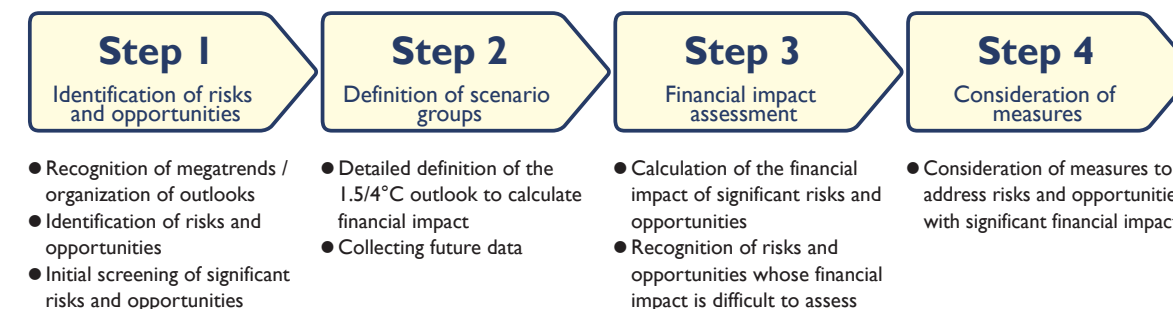 Step 1
Identification of risks
and opportunities
● Recognition of megatrends /
organization of outlooks
● Identification of risks and
opportunities
● Initial screening of significant
risks and opportunities
Step 2
Definition of scenario
groups
● Detailed definition of the
1.5/4°C outlook to calculate
financial impact
● Collecting future data
Step 3
Financial impact
assessment
● Calculation of the financial
impact of significant risks and
opportunities
● Recognition of risks and
opportunities whose financial
impact is difficult to assess
Step 4
Consideration of
measures
● Consideration of measures to
address risks and opportunitie
with significant financial impac